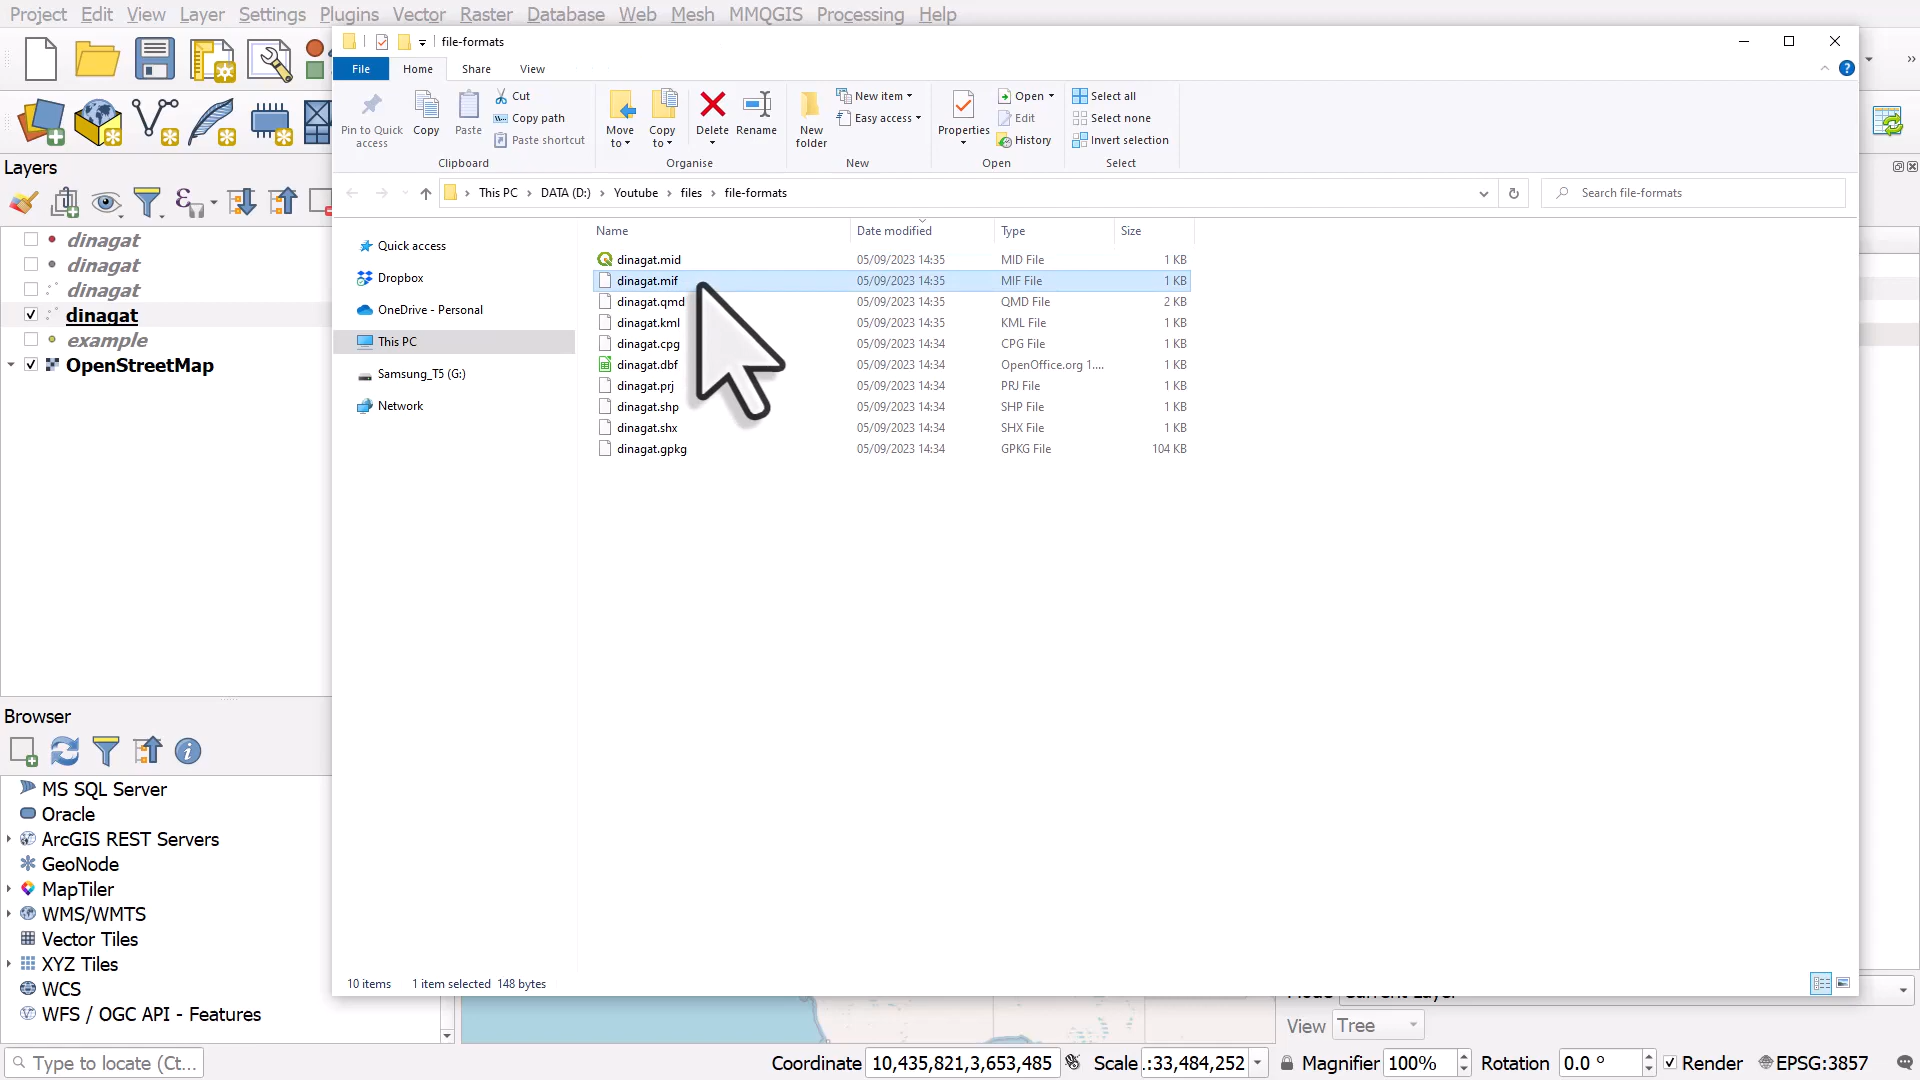 Project Edit View Layer Settings Plugins Vector Raster Database Web Mesh MMQGIS Processing Help
file-formats
File Home Share View
Pin to Quick access
Copy
Paste
Cut
Copy path
Paste shortcut
Clipboard
Move to
Copy to
Delete
Rename
Organise
New folder
New item
Easy access
New
Properties
Open
Edit
History
Open
Select all
Select none
Invert selection
Select
This PC › DATA (D:) › Youtube › files › file-formats
Search file-formats
Layers
dinagat
dinagat
dinagat
dinagat
example
OpenStreetMap
Quick access
Dropbox
OneDrive - Personal
This PC
Samsung_T5 (G:)
Network
Name Date modified Type Size
dinagat.mid 05/09/2023 14:35 MID File 1 KB
dinagat.mif 05/09/2023 14:35 MIF File 1 KB
dinagat.qmd 05/09/2023 14:35 QMD File 2 KB
dinagat.kml 05/09/2023 14:34 KML File 1 KB
dinagat.cpg 05/09/2023 14:34 CPG File 1 KB
dinagat.dbf 05/09/2023 14:34 OpenOffice.org 1.... 1 KB
dinagat.prj 05/09/2023 14:34 PRJ File 1 KB
dinagat.shp 05/09/2023 14:34 SHP File 1 KB
dinagat.shx 05/09/2023 14:34 SHX File 1 KB
dinagat.gpkg 05/09/2023 14:34 GPKG File 104 KB
10 items 1 item selected 148 bytes
Browser
MS SQL Server
Oracle
ArcGIS REST Servers
GeoNode
MapTiler
WMS/WMTS
Vector Tiles
XYZ Tiles
WCS
WFS / OGC API - Features
View Tree
Type to locate (Ct...
Coordinate 10,435,821,3,653,485 Scale .:33,484,252 Magnifier 100% Rotation 0.0 ° Render EPSG:3857